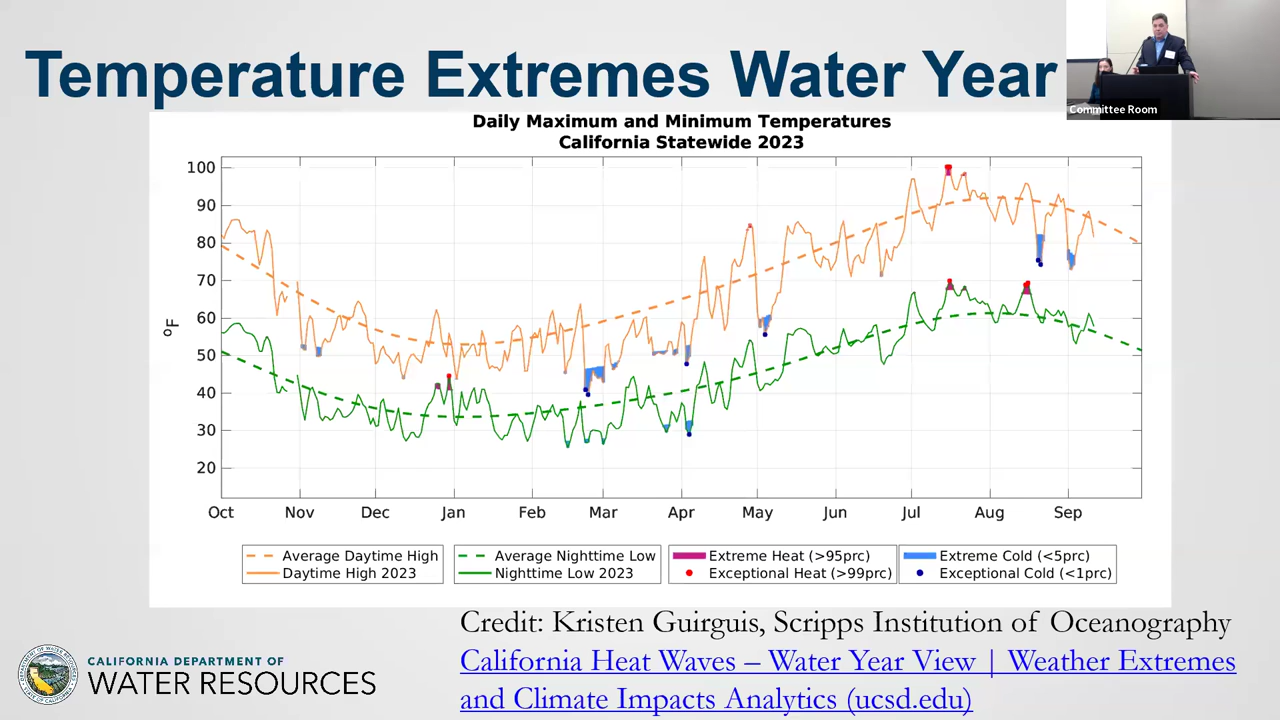 Temperature Extremes Water Year
Committee Room
Daily Maximum and Minimum Temperatures
California Statewide 2023
100
90
80
70
60
50
40
30
20
°F
Oct Nov Dec Jan Feb Mar Apr May Jun Jul Aug Sep
Average Daytime High
Daytime High 2023
Average Nighttime Low
Nighttime Low 2023
Extreme Heat (>95prc)
Exceptional Heat (>99prc)
Extreme Cold (<5prc)
Exceptional Cold (<1prc)
Credit: Kristen Guirguis, Scripps Institution of Oceanography
California Heat Waves – Water Year View | Weather Extremes
and Climate Impacts Analytics (ucsd.edu)
CALIFORNIA DEPARTMENT OF
WATER RESOURCES